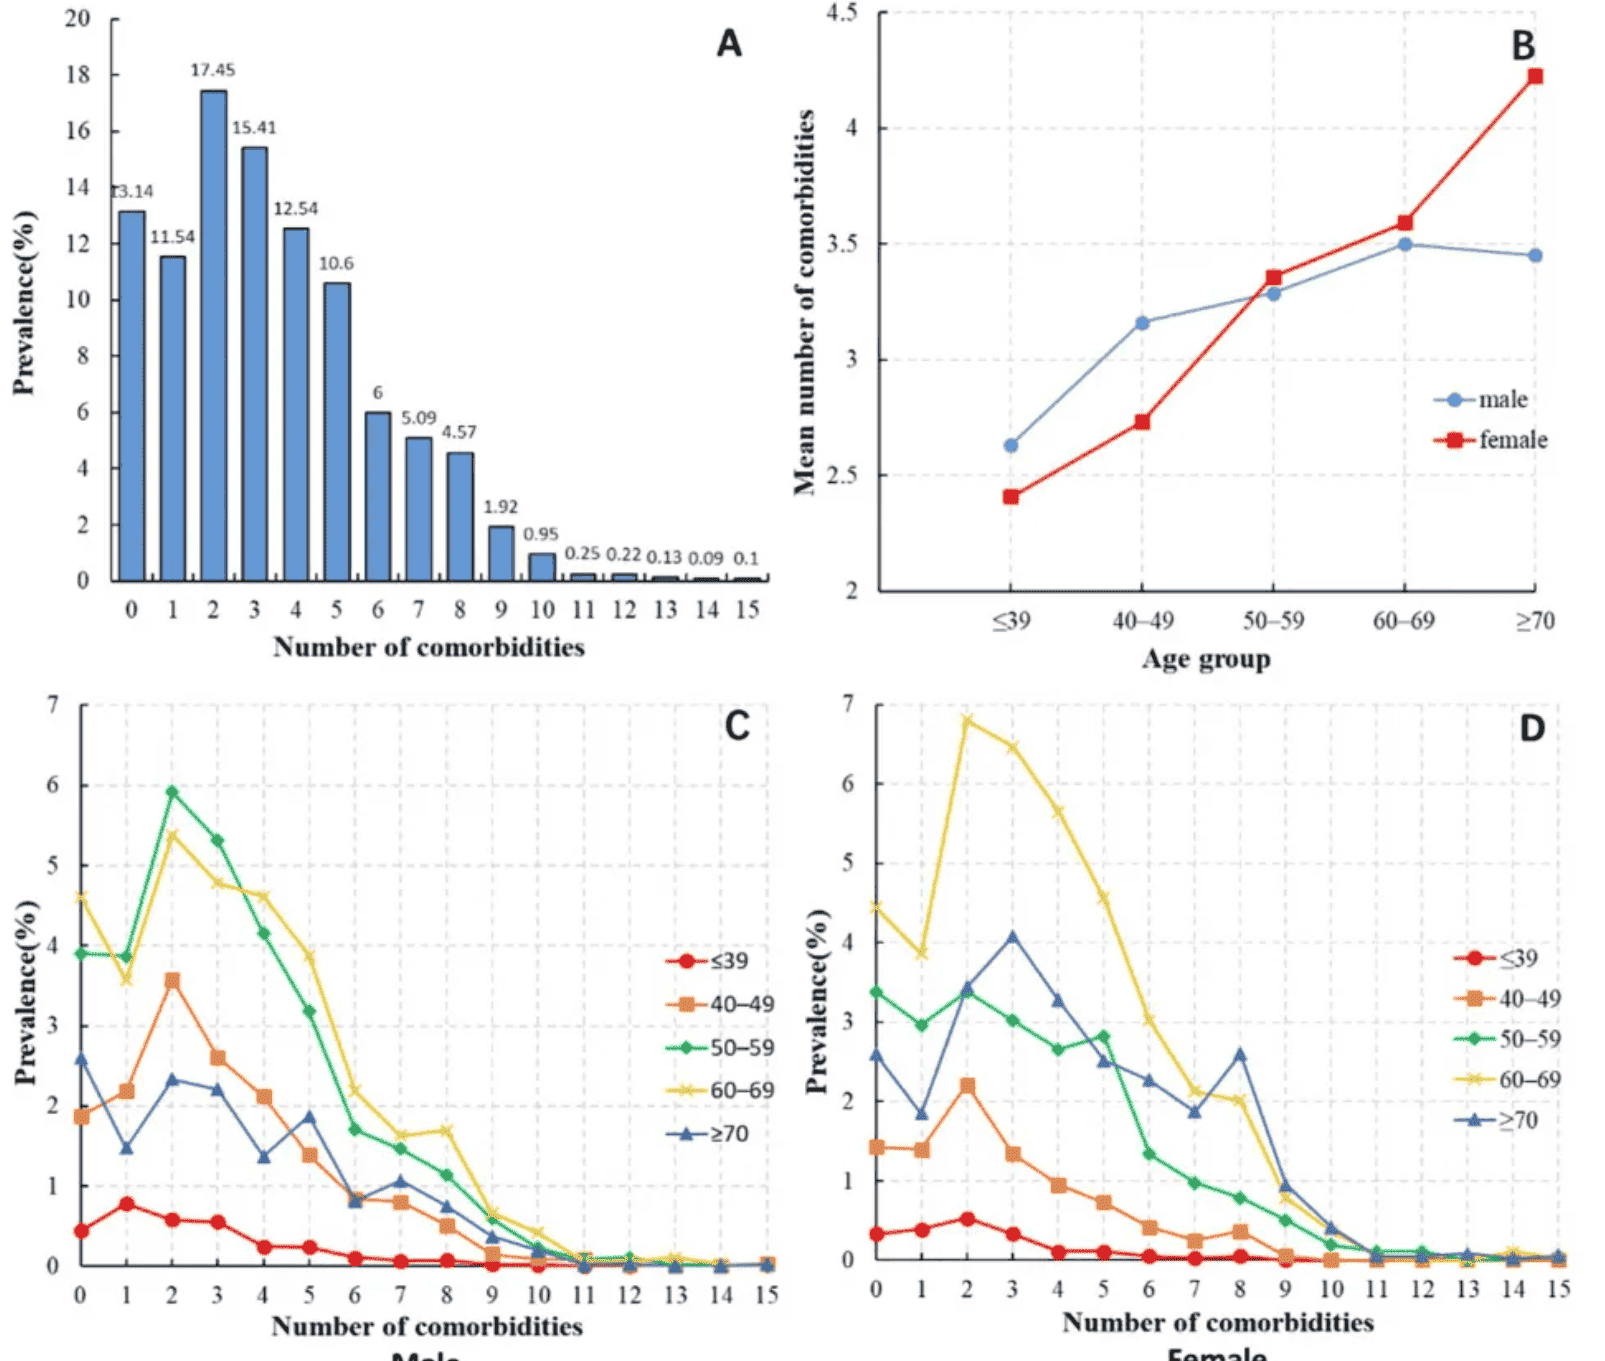 A
Prevalence(%)
20
18
16
14
12
10
8
6
4
2
0
13.14
11.54
17.45
15.41
12.54
10.6
6
5.09
4.57
1.92
0.95
0.25
0.22
0.13
0.09
0.1
0 1 2 3 4 5 6 7 8 9 10 11 12 13 14 15
Number of comorbidities
B
Mean number of comorbidities
4.5
4
3.5
3
2.5
2
male
female
≤39 40–49 50–59 60–69 ≥70
Age group
C
Prevalence(%)
7
6
5
4
3
2
1
0
≤39
40–49
50–59
60–69
≥70
0 1 2 3 4 5 6 7 8 9 10 11 12 13 14 15
Number of comorbidities
Male
D
Prevalence(%)
7
6
5
4
3
2
1
0
≤39
40–49
50–59
60–69
≥70
0 1 2 3 4 5 6 7 8 9 10 11 12 13 14 15
Number of comorbidities
Female